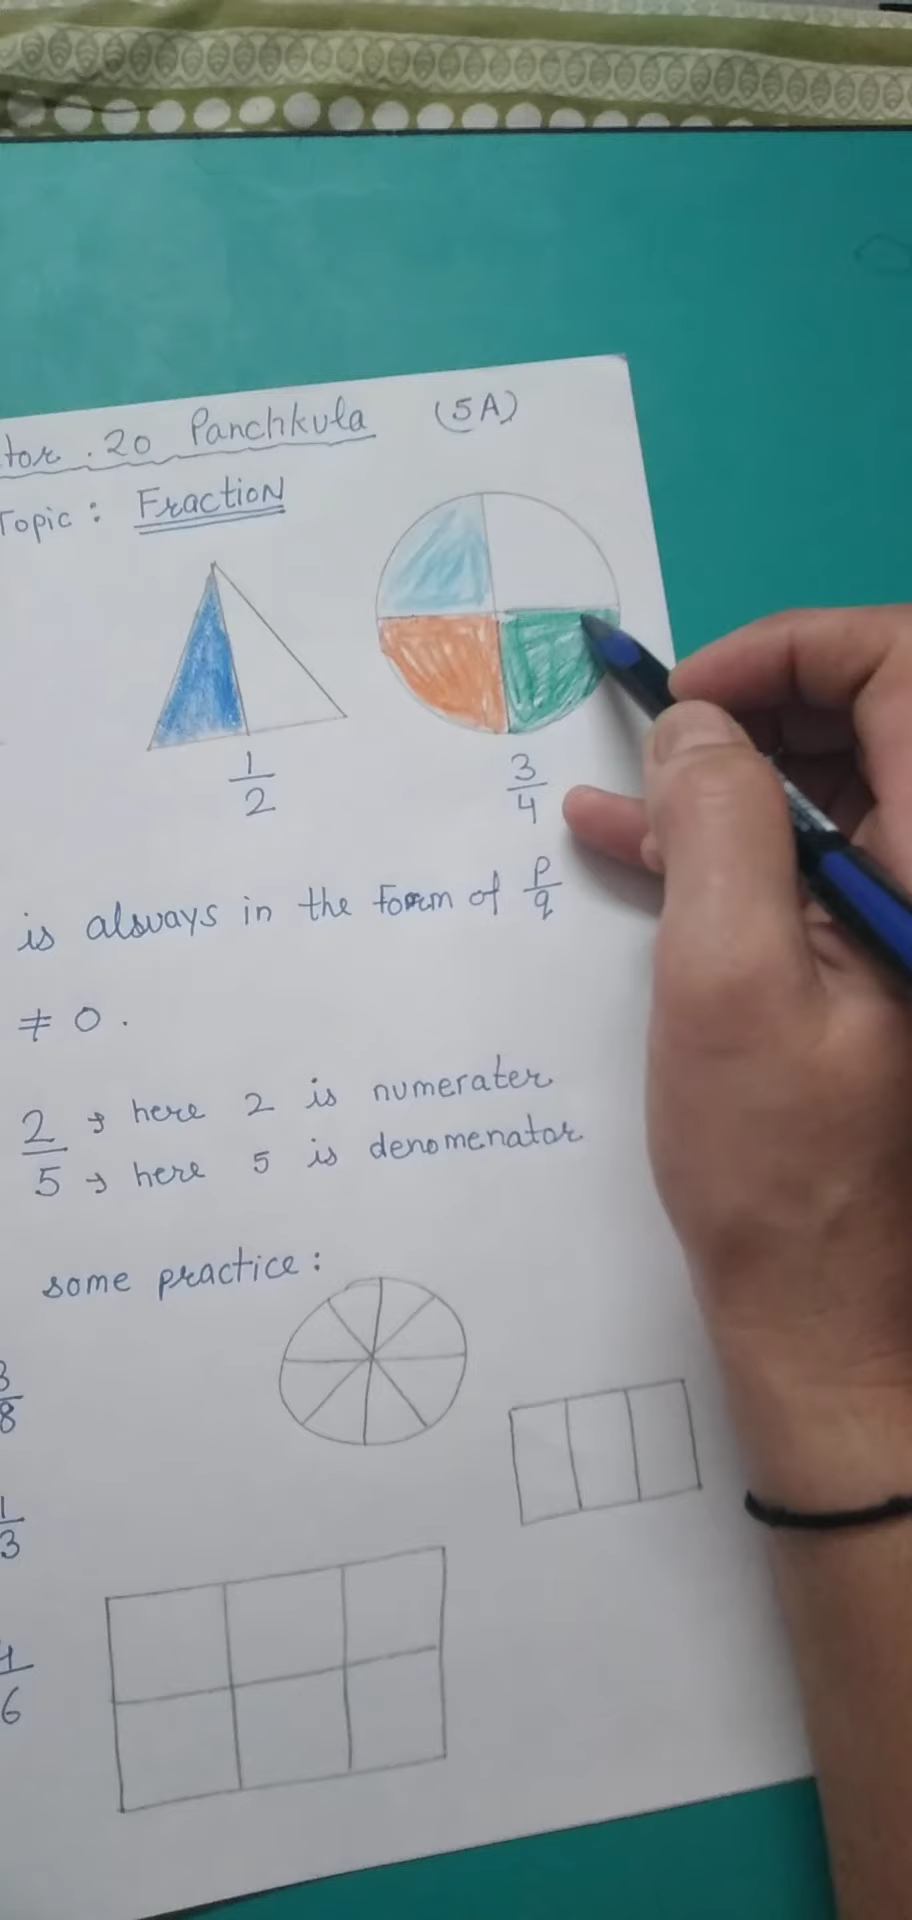 tor . 20 Panchkula (5A)
Topic : Fraction
1/2
3/4
is always in the form of p/q
≠ 0 .
2/5 → here 2 is numerater
→ here 5 is denomenator
some practice :
3/8
1/3
4/6